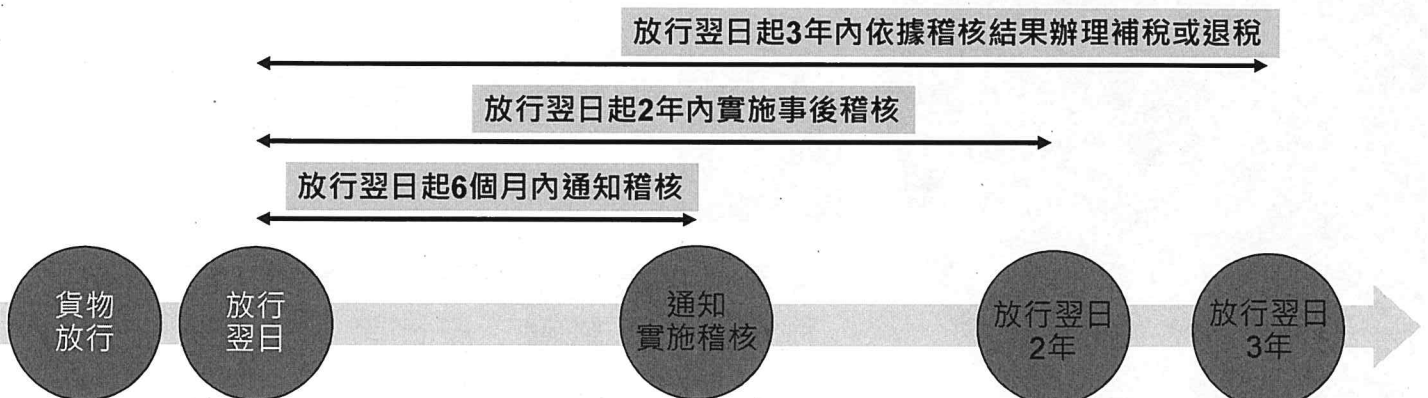 放行翌日起3年內依據稽核結果辦理補稅或退稅
放行翌日起2年內實施事後稽核
放行翌日起6個月內通知稽核
貨物
放行
放行
翌日
通知
實施稽核
放行翌日
2年
放行翌日
3年